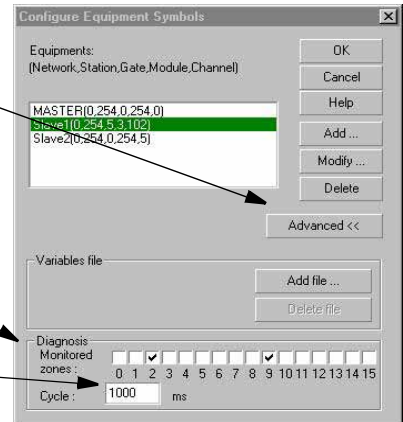 Configure Equipment Symbols
Equipments:
(Network,Station,Gate,Module,Channel)
MASTER(0,254,0,254,0)
Slave1(0,254,5,3,102)
Slave2(0,254,0,254,5)
OK
Cancel
Help
Add ...
Modify ...
Delete
Advanced <<
Variables file
Add file ...
Delete file
Diagnosis
Monitored
zones :
0 1 2 3 4 5 6 7 8 9 10 11 12 13 14 15
Cycle : 1000 ms